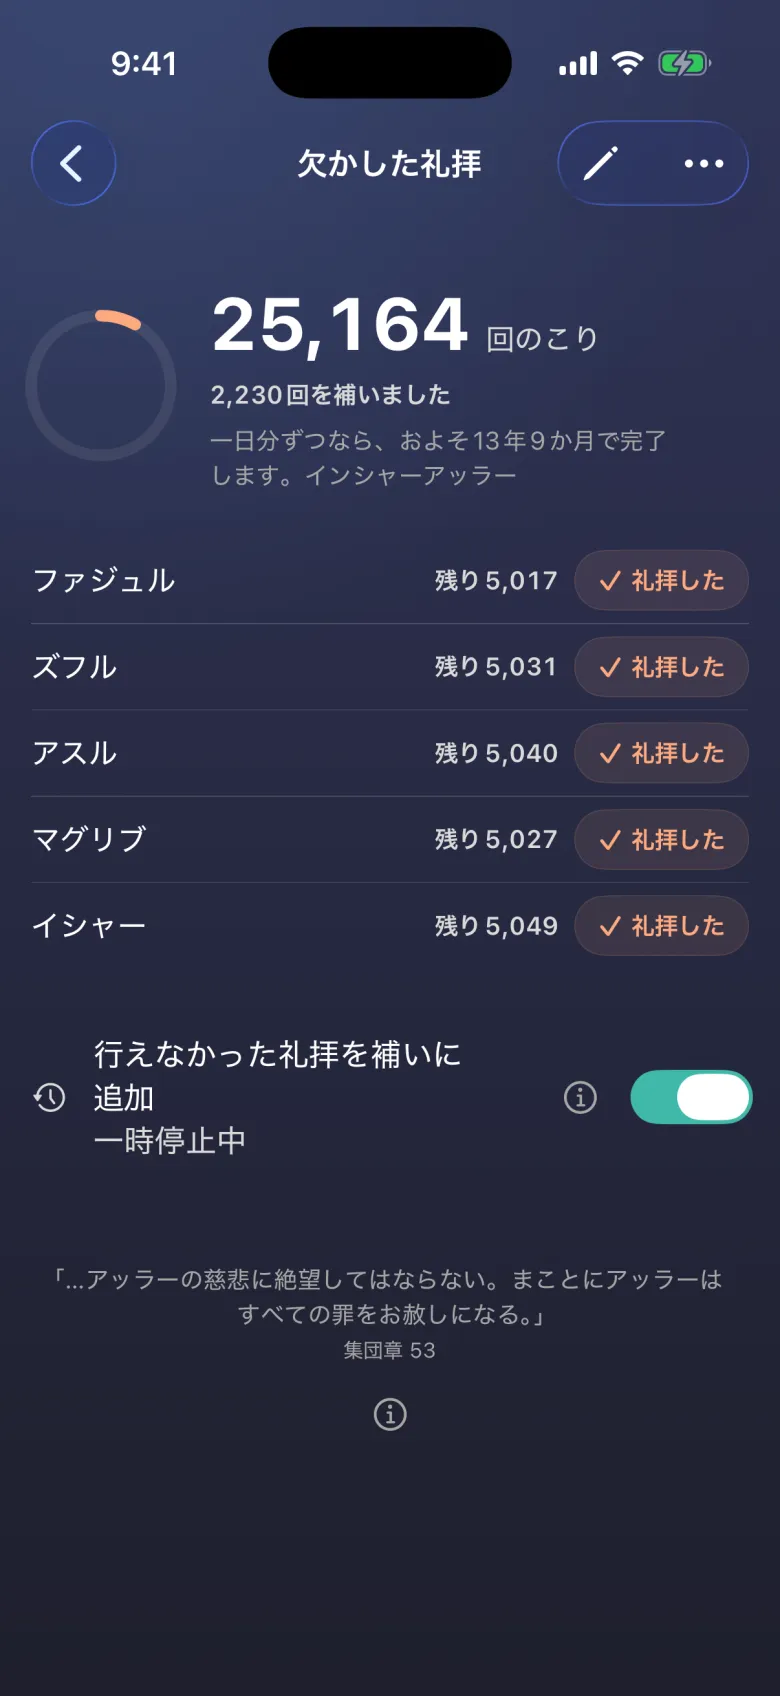 9:41
欠かした礼拝
25,164 回のこり
2,230回を補いました
一日分ずつなら、およそ13年9か月で完了
します。インシャーアッラー
ファジュル 残り5,017 礼拝した
ズフル 残り5,031 礼拝した
アスル 残り5,040 礼拝した
マグリブ 残り5,027 礼拝した
イシャー 残り5,049 礼拝した
行えなかった礼拝を補いに
追加
一時停止中
「...アッラーの慈悲に絶望してはならない。まことにアッラーは
すべての罪をお赦しになる。」
集団章 53